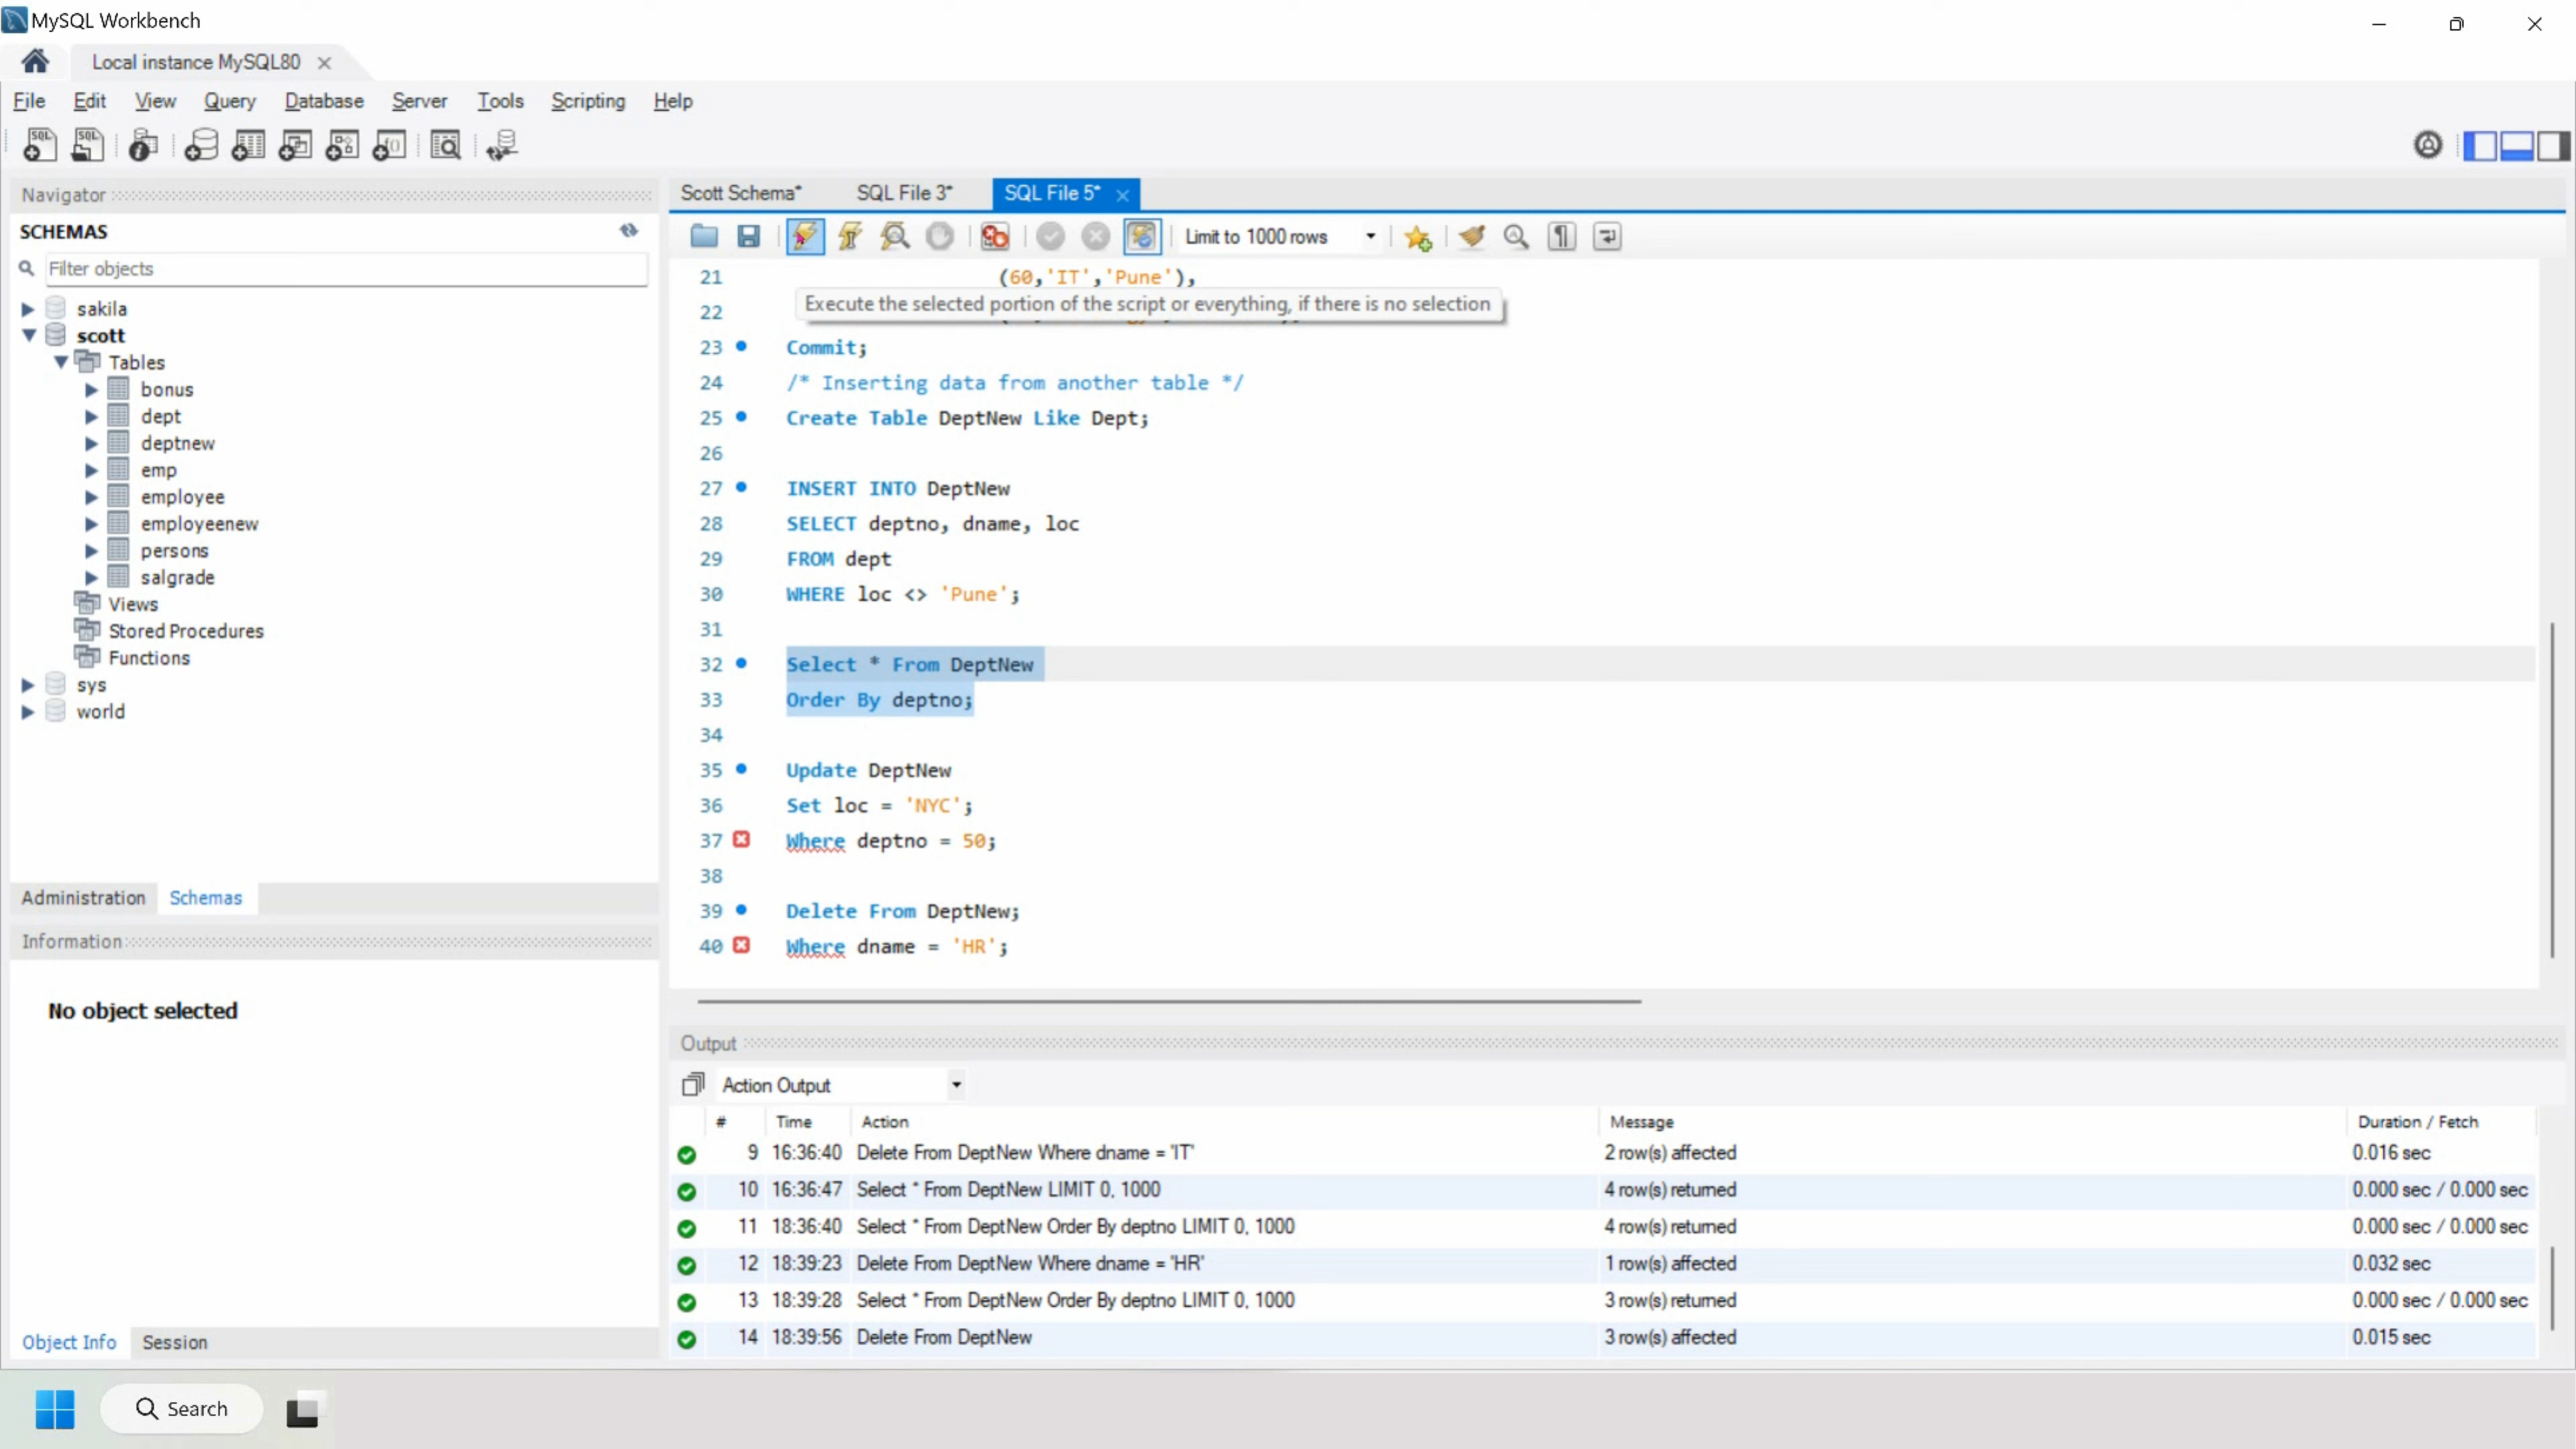 MySQL Workbench
Local instance MySQL80
File Edit View Query Database Server Tools Scripting Help
Navigator
SCHEMAS
Filter objects
sakila
scott
Tables
bonus
dept
deptnew
emp
employee
employeenew
persons
salgrade
Views
Stored Procedures
Functions
sys
world
Administration Schemas
Information
No object selected
Object Info Session
Scott Schema* SQL File 3* SQL File 5*
Limit to 1000 rows
21 (60,'IT','Pune'),
Execute the selected portion of the script or everything, if there is no selection
22
23 Commit;
24 /* Inserting data from another table */
25 Create Table DeptNew Like Dept;
26
27 INSERT INTO DeptNew
28 SELECT deptno, dname, loc
29 FROM dept
30 WHERE loc <> 'Pune';
31
32 Select * From DeptNew
33 Order By deptno;
34
35 Update DeptNew
36 Set loc = 'NYC';
37 Where deptno = 50;
38
39 Delete From DeptNew;
40 Where dname = 'HR';
Output
Action Output
# Time Action Message Duration / Fetch
9 16:36:40 Delete From DeptNew Where dname = 'IT' 2 row(s) affected 0.016 sec
10 16:36:47 Select * From DeptNew LIMIT 0, 1000 4 row(s) returned 0.000 sec / 0.000 sec
11 18:36:40 Select * From DeptNew Order By deptno LIMIT 0, 1000 4 row(s) returned 0.000 sec / 0.000 sec
12 18:39:23 Delete From DeptNew Where dname = 'HR' 1 row(s) affected 0.032 sec
13 18:39:28 Select * From DeptNew Order By deptno LIMIT 0, 1000 3 row(s) returned 0.000 sec / 0.000 sec
14 18:39:56 Delete From DeptNew 3 row(s) affected 0.015 sec
Search